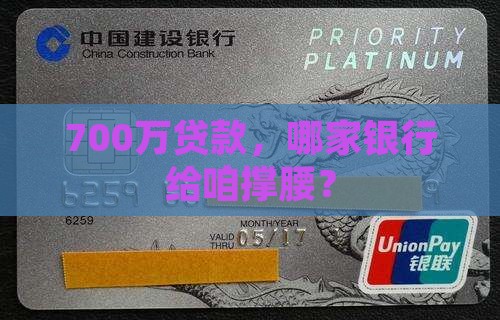 中国建设银行
China Construction Bank
PRIORITY
PLATINUM
700万贷款，哪家银行
给咱撑腰？
6259
6259
MONTH/YEAR
VALID
THRU
05/17
UnionPay
银联